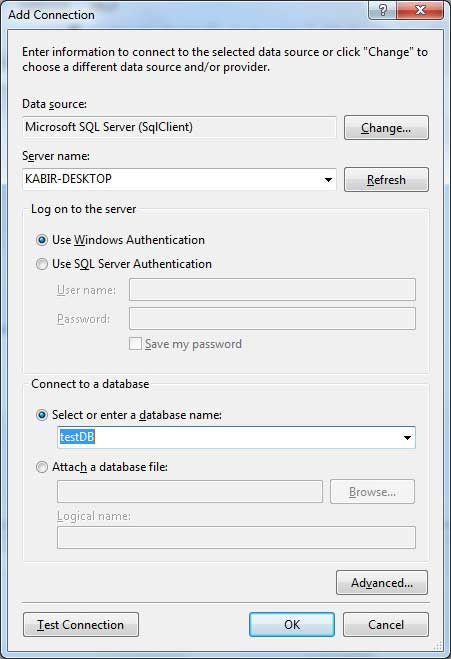 Add Connection
Enter information to connect to the selected data source or click "Change" to
choose a different data source and/or provider.
Data source:
Microsoft SQL Server (SqlClient)
Change...
Server name:
KABIR-DESKTOP
Refresh
Log on to the server
Use Windows Authentication
Use SQL Server Authentication
User name:
Password:
Save my password
Connect to a database
Select or enter a database name:
testDB
Attach a database file:
Browse...
Logical name:
Advanced...
Test Connection
OK
Cancel